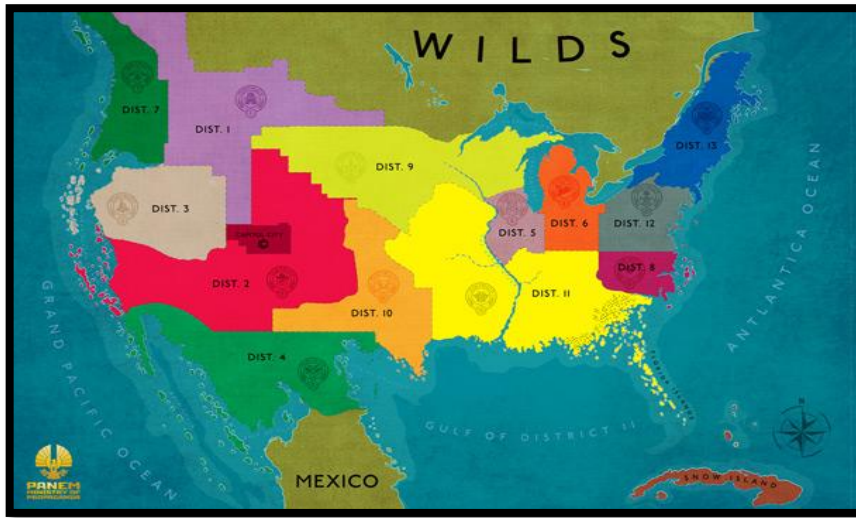 WILDS
DIST. 7
DIST. 1
DIST. 13
DIST. 9
DIST. 3
DIST. 5
DIST. 6
DIST. 12
CAPITOL CITY
©
DIST. 8
DIST. 2
DIST. 11
DIST. 10
DIST. 4
GRAND PACIFIC OCEAN
ANTLANTICA OCEAN
GULF OF DISTRICT 11
MEXICO
SNOW ISLAND
N
PANEM
MINISTRY OF
PROPAGANDA